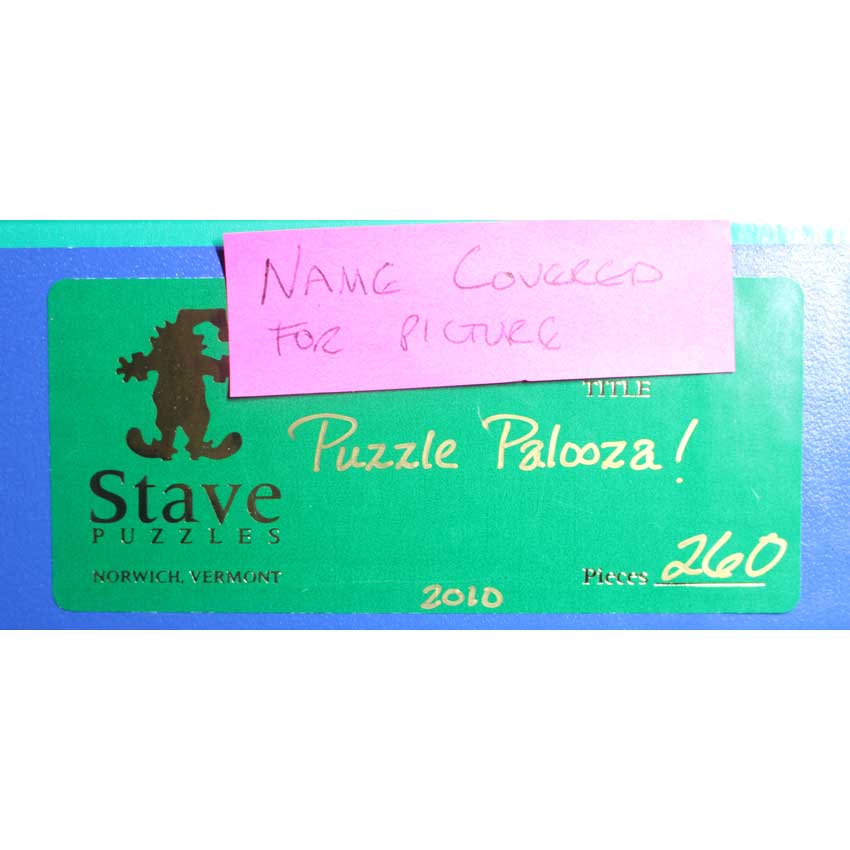 NAME COVERED
FOR PICTURE
TITLE
Puzzle Palooza!
Stave
PUZZLES
NORWICH, VERMONT
Pieces 260
2010